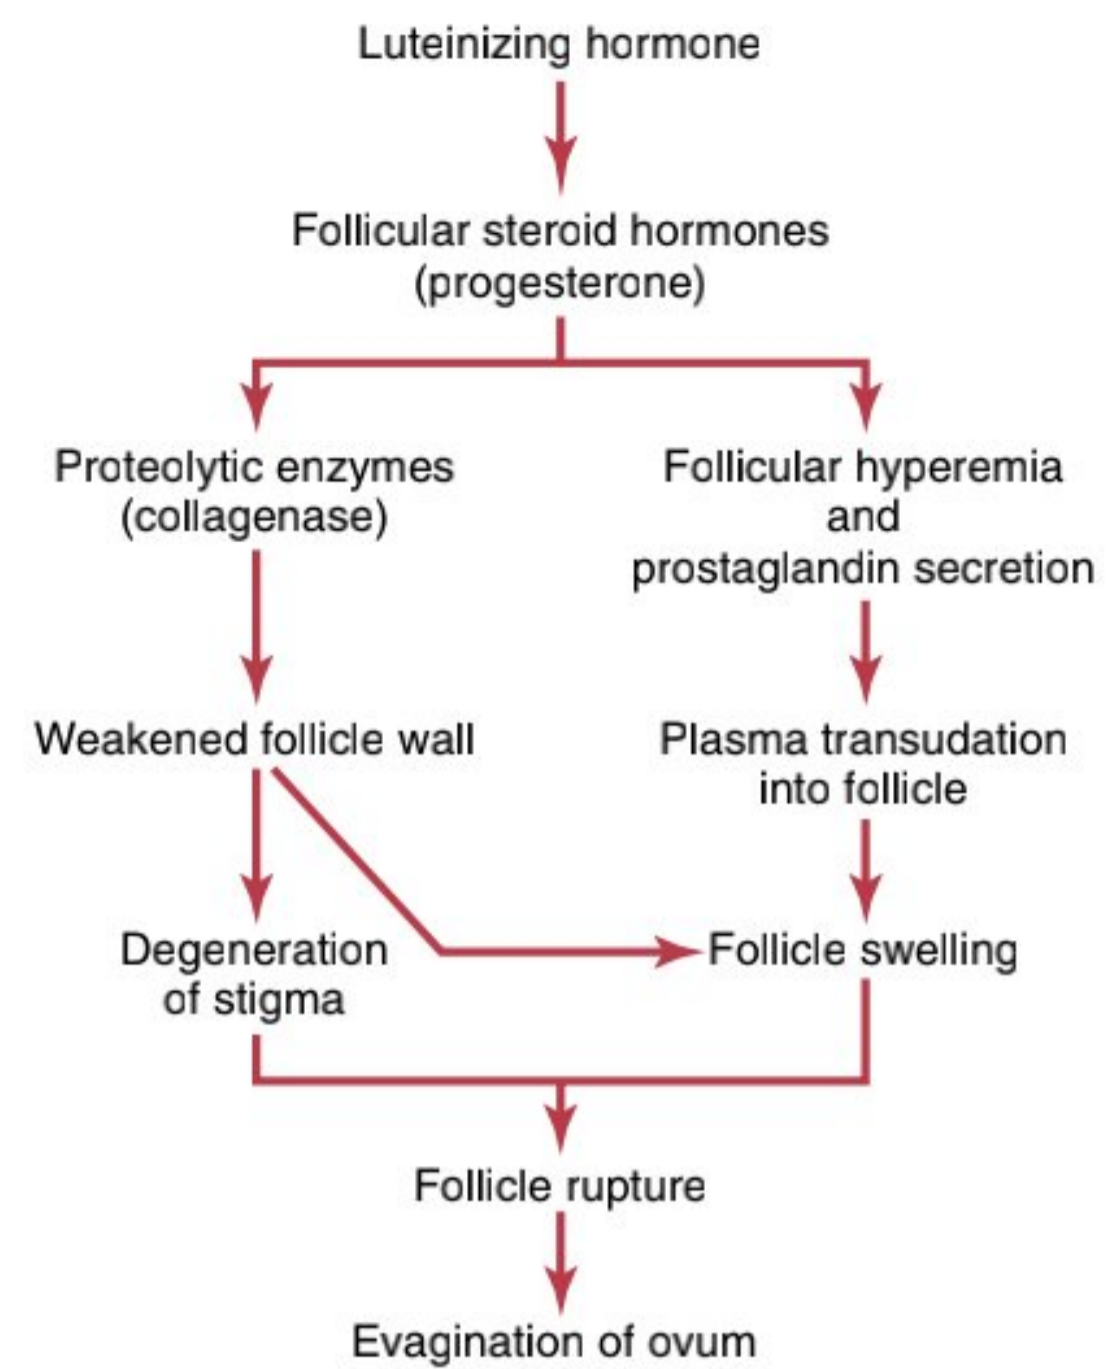 Luteinizing hormone
Follicular steroid hormones
(progesterone)
Proteolytic enzymes
(collagenase)
Follicular hyperemia
and
prostaglandin secretion
Weakened follicle wall
Plasma transudation
into follicle
Degeneration
of stigma
Follicle swelling
Follicle rupture
Evagination of ovum